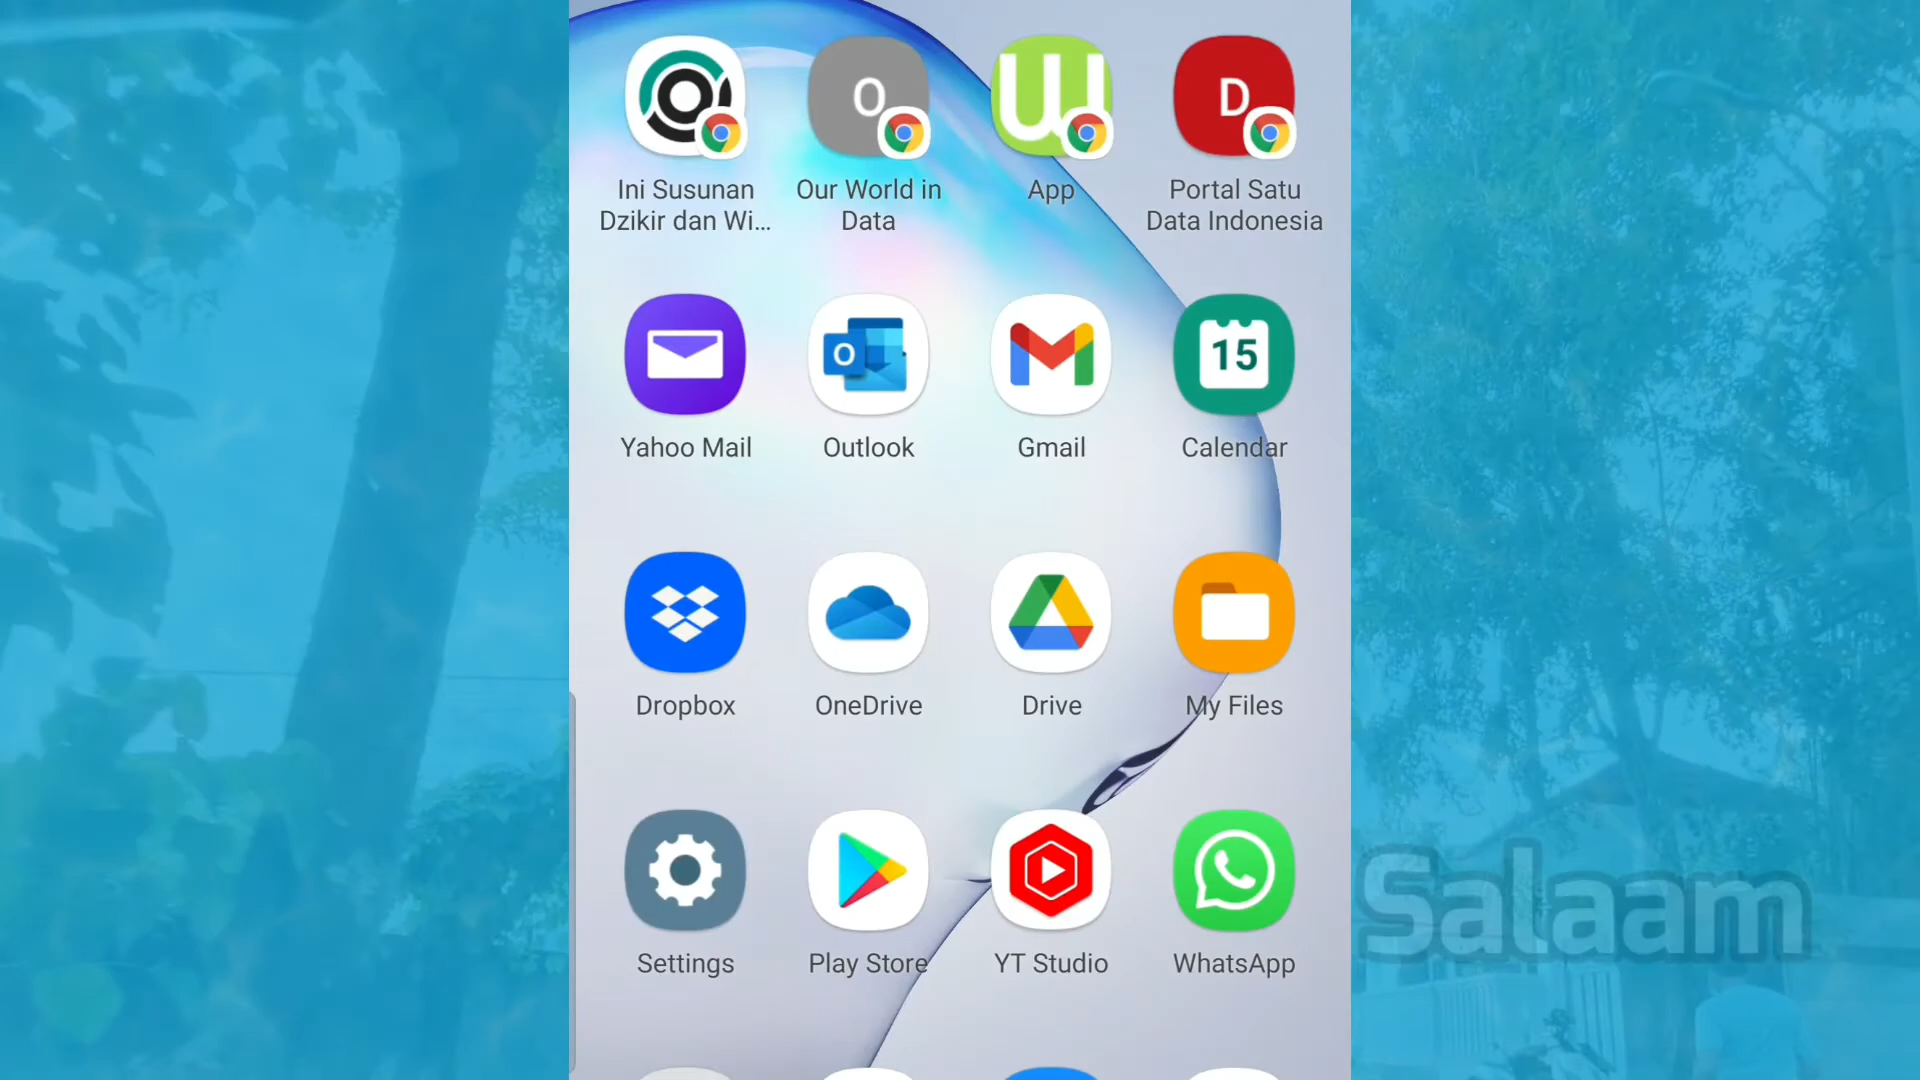 O
D
Ini Susunan
Dzikir dan Wi...
Our World in
Data
App
Portal Satu
Data Indonesia
O
15
Yahoo Mail
Outlook
Gmail
Calendar
Dropbox
OneDrive
Drive
My Files
Settings
Play Store
YT Studio
WhatsApp
Salaam